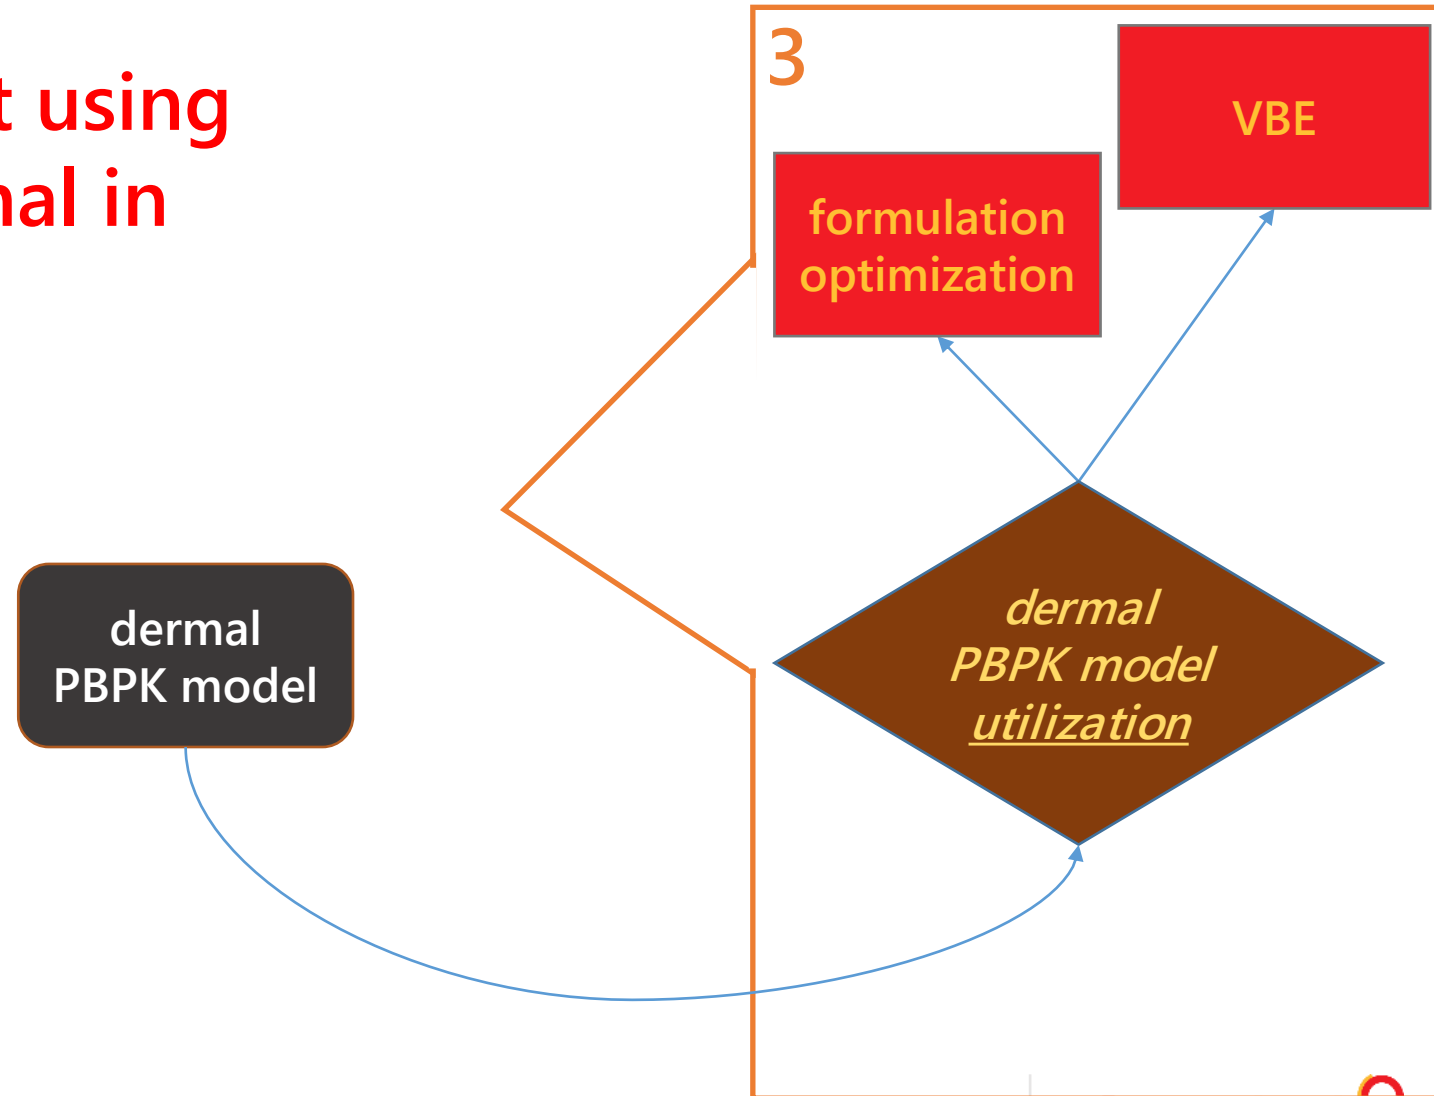 t using
nal in
3
VBE
formulation
optimization
dermal
PBPK model
dermal
PBPK model
utilization